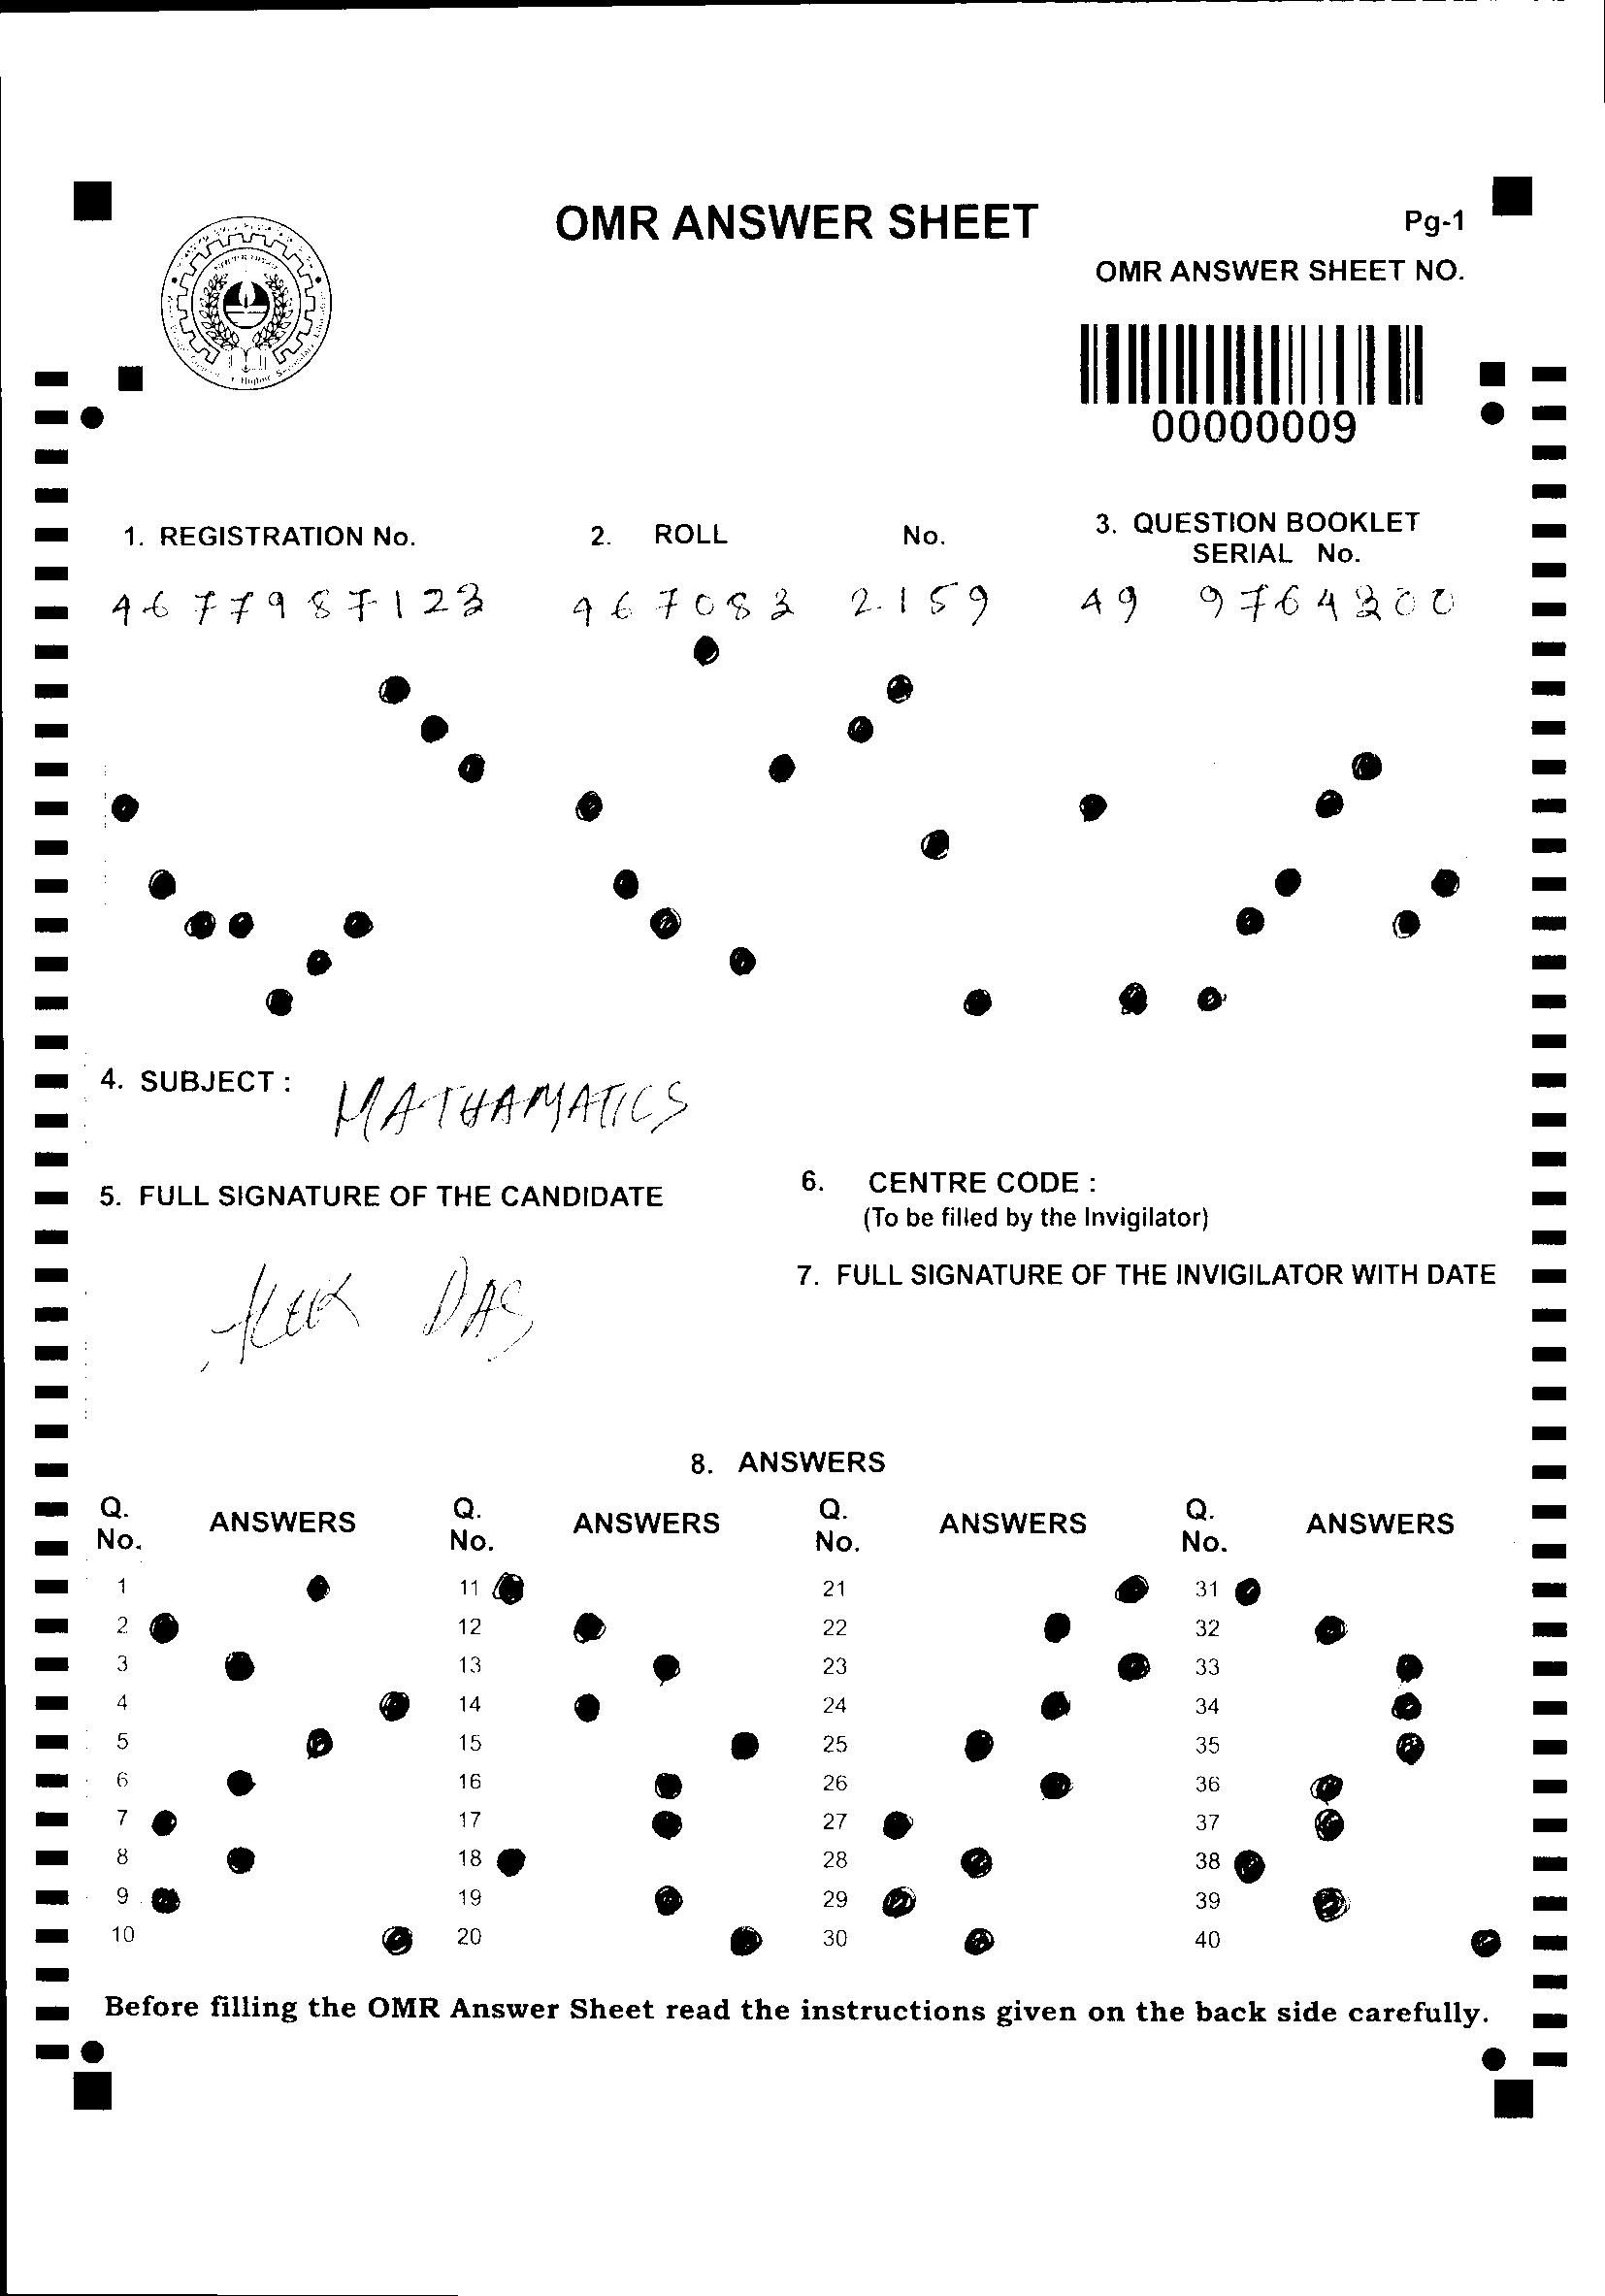 OMR ANSWER SHEET
Pg-1
OMR ANSWER SHEET NO.
00000009
1. REGISTRATION No.
2. ROLL No.
3. QUESTION BOOKLET
SERIAL No.
4677987123 967083 2159 49 9764300
4. SUBJECT : MATHAMATICS
5. FULL SIGNATURE OF THE CANDIDATE
6. CENTRE CODE :
(To be filled by the Invigilator)
7. FULL SIGNATURE OF THE INVIGILATOR WITH DATE
DAS
8. ANSWERS
Q. No. ANSWERS Q. No. ANSWERS Q. No. ANSWERS Q. No. ANSWERS
1 11 21 31
2 12 22 32
3 13 23 33
4 14 24 34
5 15 25 35
6 16 26 36
7 17 27 37
8 18 28 38
9 19 29 39
10 20 30 40
Before filling the OMR Answer Sheet read the instructions given on the back side carefully.